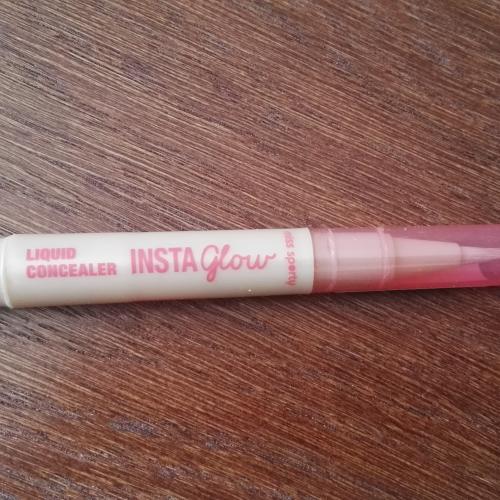 LIQUID
CONCEALER
INSTA Glow
miss sporty